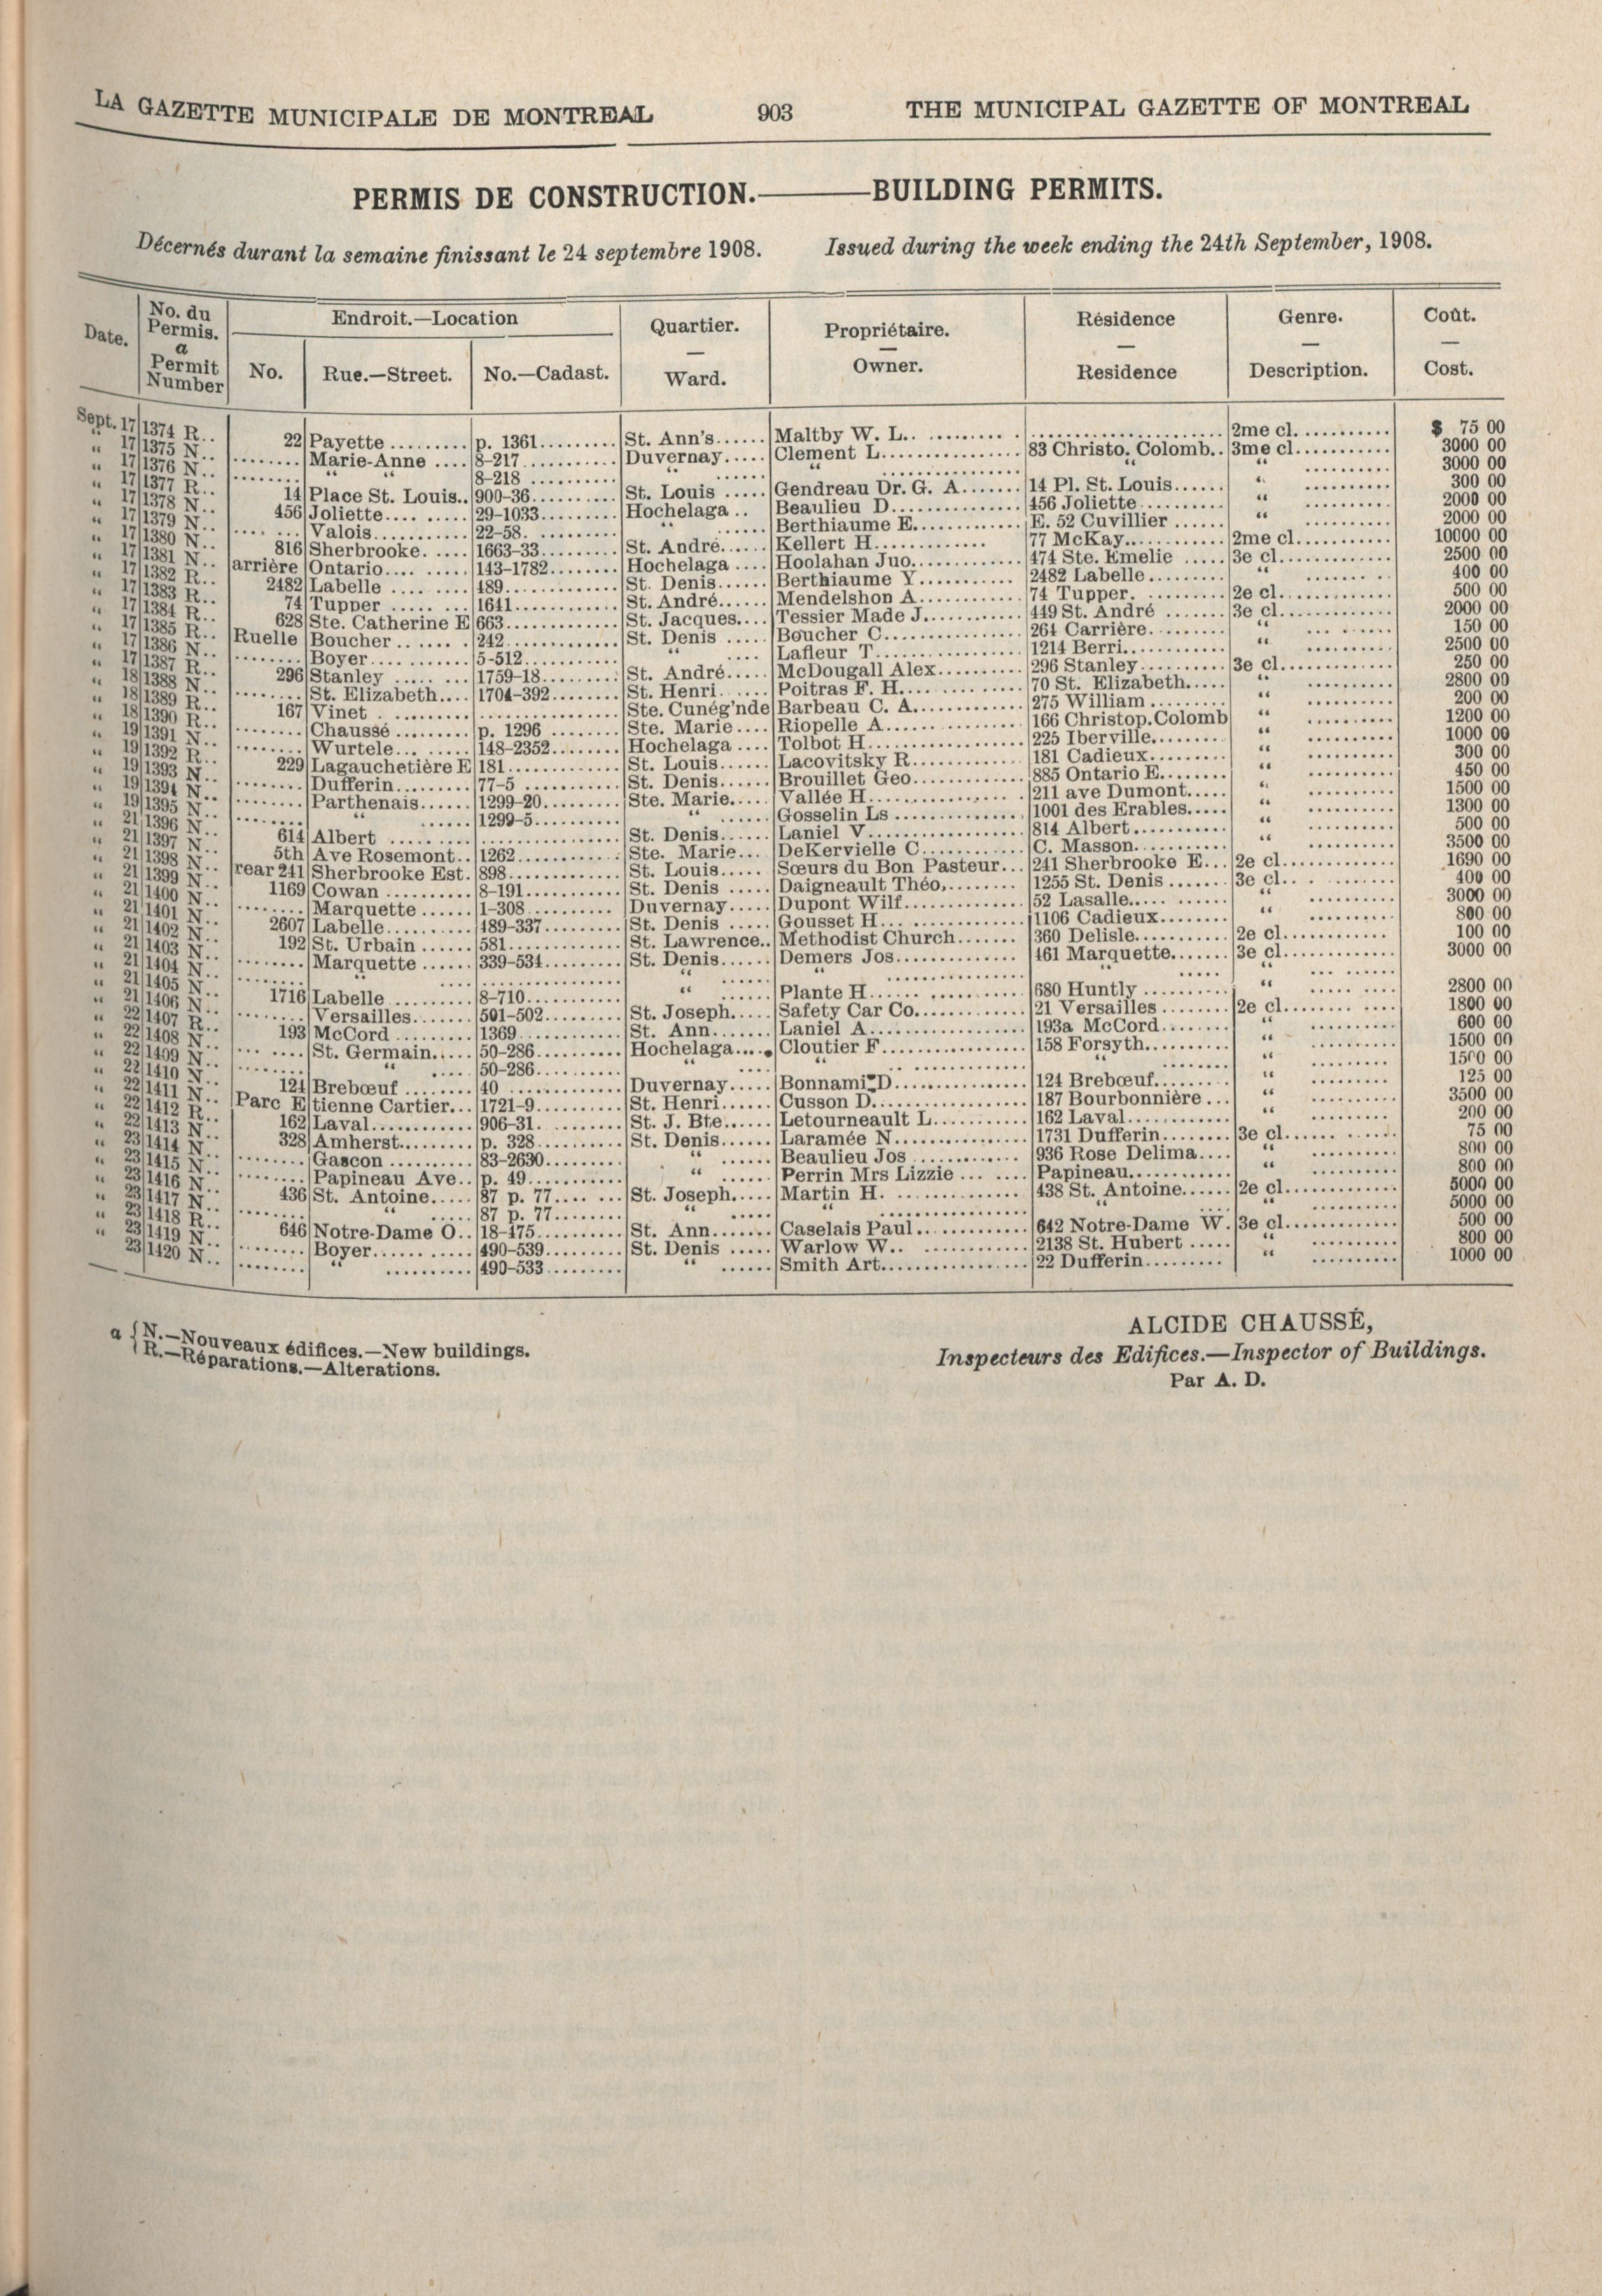 LA GAZETTE MUNICIPALE DE MONTREAL 903 THE MUNICIPAL GAZETTE OF MONTREAL
PERMIS DE CONSTRUCTION.———BUILDING PERMITS.
Décernés durant la semaine finissant le 24 septembre 1908. Issued during the week ending the 24th September, 1908.
Date. No. du Permis. a Permit Number Endroit.—Location No. Rue.—Street. No.—Cadast. Quartier. — Ward. Propriétaire. — Owner. Résidence — Residence Genre. — Description. Coût. — Cost.
Sept. 17 1374 R.. 22 Payette p. 1361 St. Ann's Maltby W. L. 2me cl. $ 75 00
" 17 1375 N.. Marie-Anne 8-217 Duvernay Clement L. 83 Christo. Colomb.. 3me cl. 3000 00
" 17 1376 N.. " " 8-218 " " " " 3000 00
" 17 1377 R.. 14 Place St. Louis.. 900-36 St. Louis Gendreau Dr. G. A. 14 Pl. St. Louis " 300 00
" 17 1378 N.. 456 Joliette 29-1033 Hochelaga .. Beaulieu D. 456 Joliette " 2000 00
" 17 1379 N.. Valois 22-58 " Berthiaume E. E. 52 Cuvillier " 2000 00
" 17 1380 N.. 816 Sherbrooke 1663-33 St. André Kellert H. 77 McKay 2me cl. 10000 00
" 17 1381 N.. arrière Ontario 143-1782 Hochelaga Hoolahan Juo. 474 Ste. Emelie 3e cl. 2500 00
" 17 1382 R.. 2482 Labelle 489 St. Denis Berthiaume Y. 2482 Labelle " 400 00
" 17 1383 R.. 74 Tupper 1641 St. André Mendelshon A. 74 Tupper. 2e cl. 500 00
" 17 1384 R.. 628 Ste. Catherine E 663 St. Jacques Tessier Made J. 449 St. André 3e cl. 2000 00
" 17 1385 R.. Ruelle Boucher 242 St. Denis Boucher C. 264 Carrière " 150 00
" 17 1386 N.. Boyer 5-512 " Lafleur T. 1214 Berri " 2500 00
" 17 1387 R.. 296 Stanley 1759-18 St. André McDougall Alex. 296 Stanley 3e cl. 250 00
" 18 1388 N.. St. Elizabeth 1704-392 St. Henri Poitras F. H. 70 St. Elizabeth " 2800 00
" 18 1389 R.. 167 Vinet Ste. Cunég'nde Barbeau C. A. 275 William " 200 00
" 18 1390 R.. Chaussé p. 1296 Ste. Marie Riopelle A. 166 Christop. Colomb " 1200 00
" 19 1391 N.. Wurtele 148-2352 Hochelaga Tolbot H. 225 Iberville " 1000 00
" 19 1392 R.. 229 Lagauchetière E 181 St. Louis Lacovitsky R. 181 Cadieux " 300 00
" 19 1393 N.. Dufferin 77-5 St. Denis Brouillet Geo. 885 Ontario E. " 450 00
" 19 1394 N.. Parthenais 1299-20 Ste. Marie Vallée H. 211 ave Dumont " 1500 00
" 19 1395 N.. " 1299-5 " Gosselin Ls 1001 des Erables " 1300 00
" 21 1396 N.. 614 Albert St. Denis Laniel V. 814 Albert " 500 00
" 21 1397 N.. 5th Ave Rosemont.. 1262 Ste. Marie DeKervielle C. C. Masson " 3500 00
" 21 1398 N.. rear 241 Sherbrooke Est. 898 St. Louis Sœurs du Bon Pasteur 241 Sherbrooke E. 2e cl. 1690 00
" 21 1399 N.. 1169 Cowan 8-191 St. Denis Daigneault Théo. 1255 St. Denis 3e cl. 400 00
" 21 1400 N.. Marquette 1-308 Duvernay Dupont Wilf. 52 Lasalle 3000 00
" 21 1401 N.. 2607 Labelle 489-337 St. Denis Gousset H. 1106 Cadieux " 800 00
" 21 1402 N.. 192 St. Urbain 581 St. Lawrence.. Methodist Church 360 Delisle 2e cl. 100 00
" 21 1403 N.. Marquette 339-534 St. Denis Demers Jos. 461 Marquette 3e cl. 3000 00
" 21 1404 N.. " " " "
" 21 1405 N.. 1716 Labelle 8-710 " Plante H. 680 Huntly " 2800 00
" 21 1406 N.. Versailles 501-502 St. Joseph Safety Car Co. 21 Versailles 2e cl. 1800 00
" 22 1407 R.. 193 McCord 1369 St. Ann Laniel A. 193a McCord " 600 00
" 22 1408 N.. St. Germain 50-286 Hochelaga Cloutier F. 158 Forsyth " 1500 00
" 22 1409 N.. " 50-286 " " " " 1500 00
" 22 1410 N.. 124 Brebœuf 40 Duvernay Bonnami D. 124 Brebœuf " 125 00
" 22 1411 N.. Parc Etienne Cartier 1721-9 St. Henri Cusson D. 187 Bourbonnière " 3500 00
" 22 1412 R.. 162 Laval 906-31 St. J. Bte. Letourneault L. 162 Laval " 200 00
" 22 1413 N.. 328 Amherst p. 328 St. Denis Laramée N. 1731 Dufferin 3e cl. 75 00
" 23 1414 N.. Gascon 83-2630 " Beaulieu Jos 936 Rose Delima " 800 00
" 23 1415 N.. Papineau Ave.. p. 49 " Perrin Mrs Lizzie Papineau " 800 00
" 23 1416 N.. 436 St. Antoine 87 p. 77 St. Joseph Martin H. 438 St. Antoine 2e cl. 5000 00
" 23 1417 N.. " 87 p. 77 " " " " 5000 00
" 23 1418 R.. 646 Notre-Dame O.. 18-475 St. Ann Caselais Paul 642 Notre-Dame W. 3e cl. 500 00
" 23 1419 N.. Boyer 490-539 St. Denis Warlow W. 2138 St. Hubert " 800 00
23 1420 N.. " 490-533 " Smith Art. 22 Dufferin " 1000 00
a { N.—Nouveaux édifices.—New buildings.
R.—Réparations.—Alterations.
ALCIDE CHAUSSÉ,
Inspecteurs des Edifices.—Inspector of Buildings.
Par A. D.